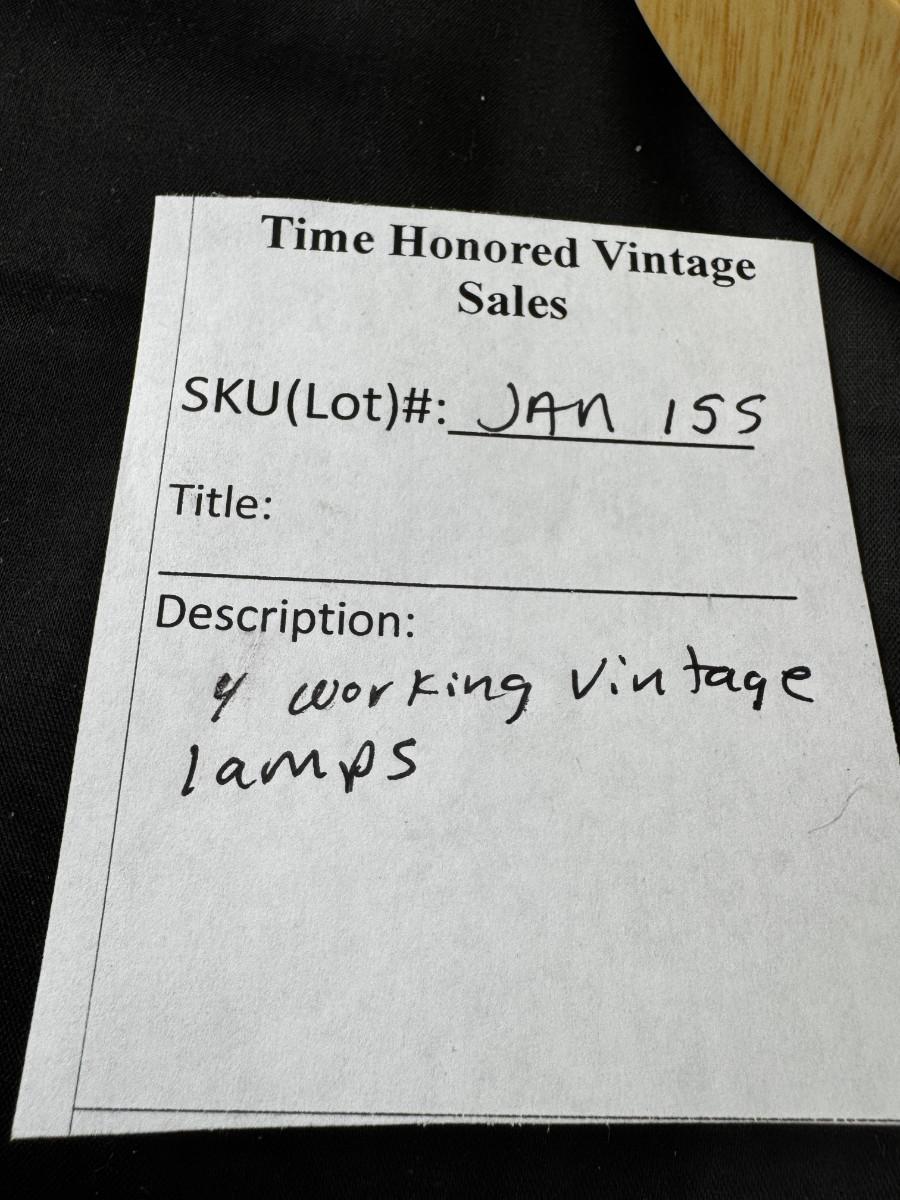 Time Honored Vintage
Sales
SKU(Lot)#: JAN 155
Title:
Description:
4 working vintage
lamps